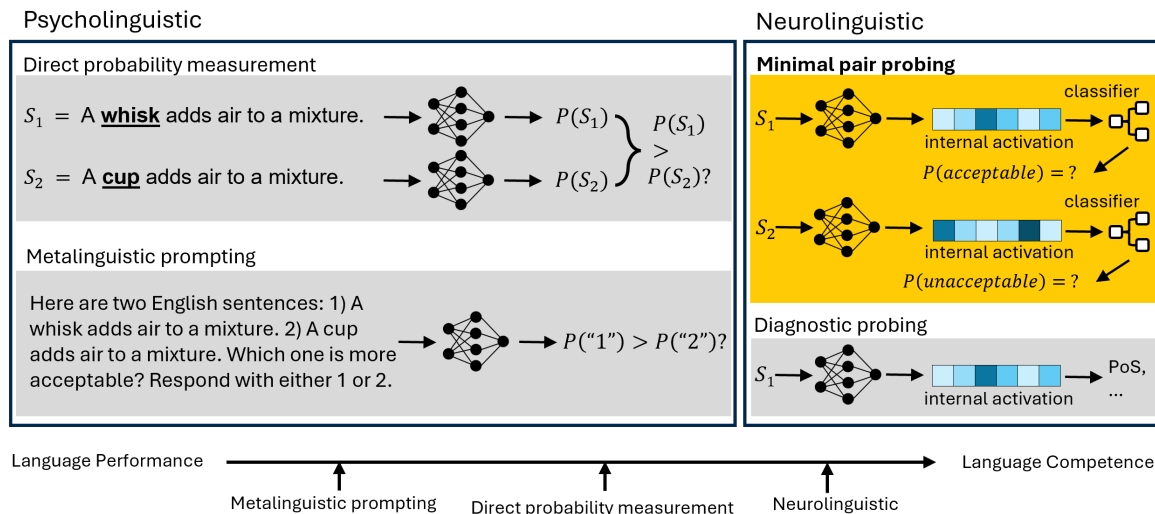 Psycholinguistic
Direct probability measurement
S₁ = A whisk adds air to a mixture.
P(S₁)
S₂ = A cup adds air to a mixture.
P(S₂)
P(S₁)
>
P(S₂)?
Metalinguistic prompting
Here are two English sentences: 1) A
whisk adds air to a mixture. 2) A cup
adds air to a mixture. Which one is more
acceptable? Respond with either 1 or 2.
P(“1”) > P(“2”)?
Neurolinguistic
Minimal pair probing
S₁
internal activation
classifier
P(acceptable) = ?
S₂
internal activation
classifier
P(unacceptable) = ?
Diagnostic probing
S₁
internal activation
PoS,
...
Language Performance
Language Competence
Metalinguistic prompting
Direct probability measurement
Neurolinguistic